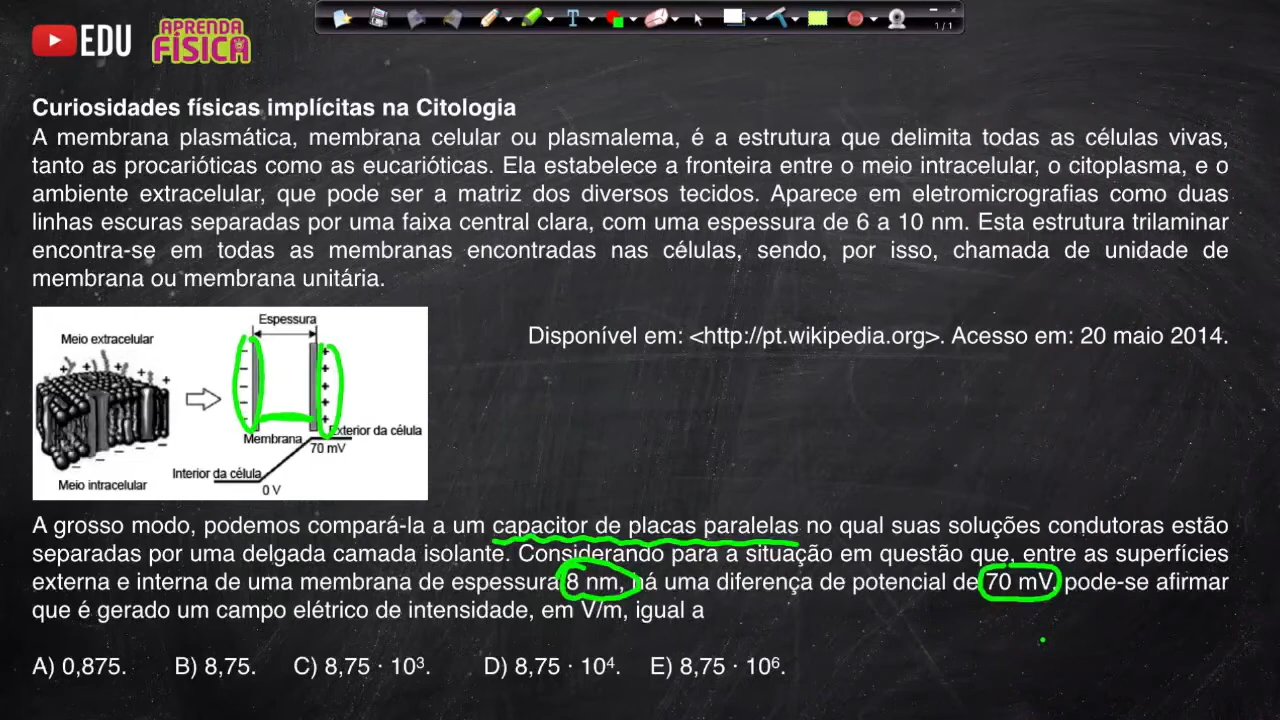 1/1
EDU
APRENDA
FÍSICA
Curiosidades físicas implícitas na Citologia
A membrana plasmática, membrana celular ou plasmalema, é a estrutura que delimita todas as células vivas,
tanto as procarióticas como as eucarióticas. Ela estabelece a fronteira entre o meio intracelular, o citoplasma, e o
ambiente extracelular, que pode ser a matriz dos diversos tecidos. Aparece em eletromicrografias como duas
linhas escuras separadas por uma faixa central clara, com uma espessura de 6 a 10 nm. Esta estrutura trilaminar
encontra-se em todas as membranas encontradas nas células, sendo, por isso, chamada de unidade de
membrana ou membrana unitária.
Espessura
Meio extracelular
Membrana
Exterior da célula
70 mV
Interior da célula
0 V
Meio intracelular
Disponível em: <http://pt.wikipedia.org>. Acesso em: 20 maio 2014.
A grosso modo, podemos compará-la a um capacitor de placas paralelas no qual suas soluções condutoras estão
separadas por uma delgada camada isolante. Considerando para a situação em questão que, entre as superfícies
externa e interna de uma membrana de espessura 8 nm, há uma diferença de potencial de 70 mV, pode-se afirmar
que é gerado um campo elétrico de intensidade, em V/m, igual a
A) 0,875. B) 8,75. C) 8,75 · 10³. D) 8,75 · 10⁴. E) 8,75 · 10⁶.